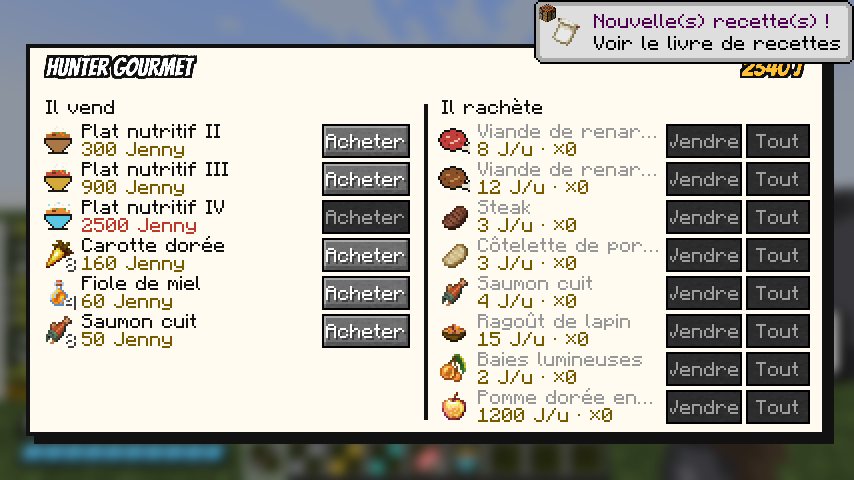 Nouvelle(s) recette(s) !
Voir le livre de recettes
HUNTER GOURMET
2540 J
Il vend
Plat nutritif II
300 Jenny
Acheter
Plat nutritif III
900 Jenny
Acheter
Plat nutritif IV
2500 Jenny
Acheter
Carotte dorée
160 Jenny
8
Acheter
Fiole de miel
60 Jenny
4
Acheter
Saumon cuit
50 Jenny
8
Acheter
Il rachète
Viande de renar...
8 J/u · x0
Vendre
Tout
Viande de renar...
12 J/u · x0
Vendre
Tout
Steak
3 J/u · x0
Vendre
Tout
Côtelette de por...
3 J/u · x0
Vendre
Tout
Saumon cuit
4 J/u · x0
Vendre
Tout
Ragoût de lapin
15 J/u · x0
Vendre
Tout
Baies lumineuses
2 J/u · x0
Vendre
Tout
Pomme dorée en...
1200 J/u · x0
Vendre
Tout